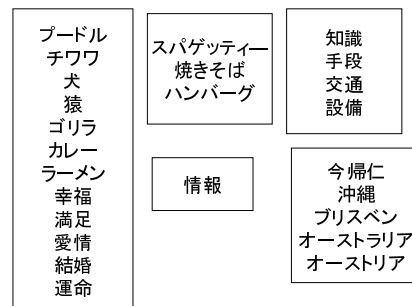 プードル
チワワ
犬
猿
ゴリラ
カレー
ラーメン
幸福
満足
愛情
結婚
運命
スパゲッティー
焼きそば
ハンバーグ
情報
知識
手段
交通
設備
今帰仁
沖縄
ブリスベン
オーストラリア
オーストリア